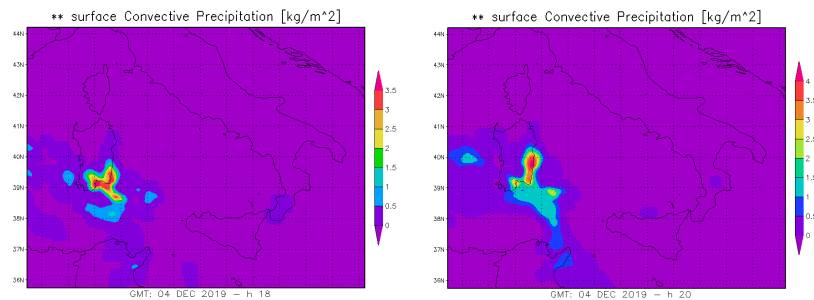 ** surface Convective Precipitation [kg/m^2]
44N
43N
42N
41N
40N
39N
38N
37N
36N
3.5
3
2.5
2
1.5
1
0.5
0
GMT: 04 DEC 2019 – h 18
** surface Convective Precipitation [kg/m^2]
44N
43N
42N
41N
40N
39N
38N
37N
36N
4
3.5
3
2.5
2
1.5
1
0.5
0
GMT: 04 DEC 2019 – h 20